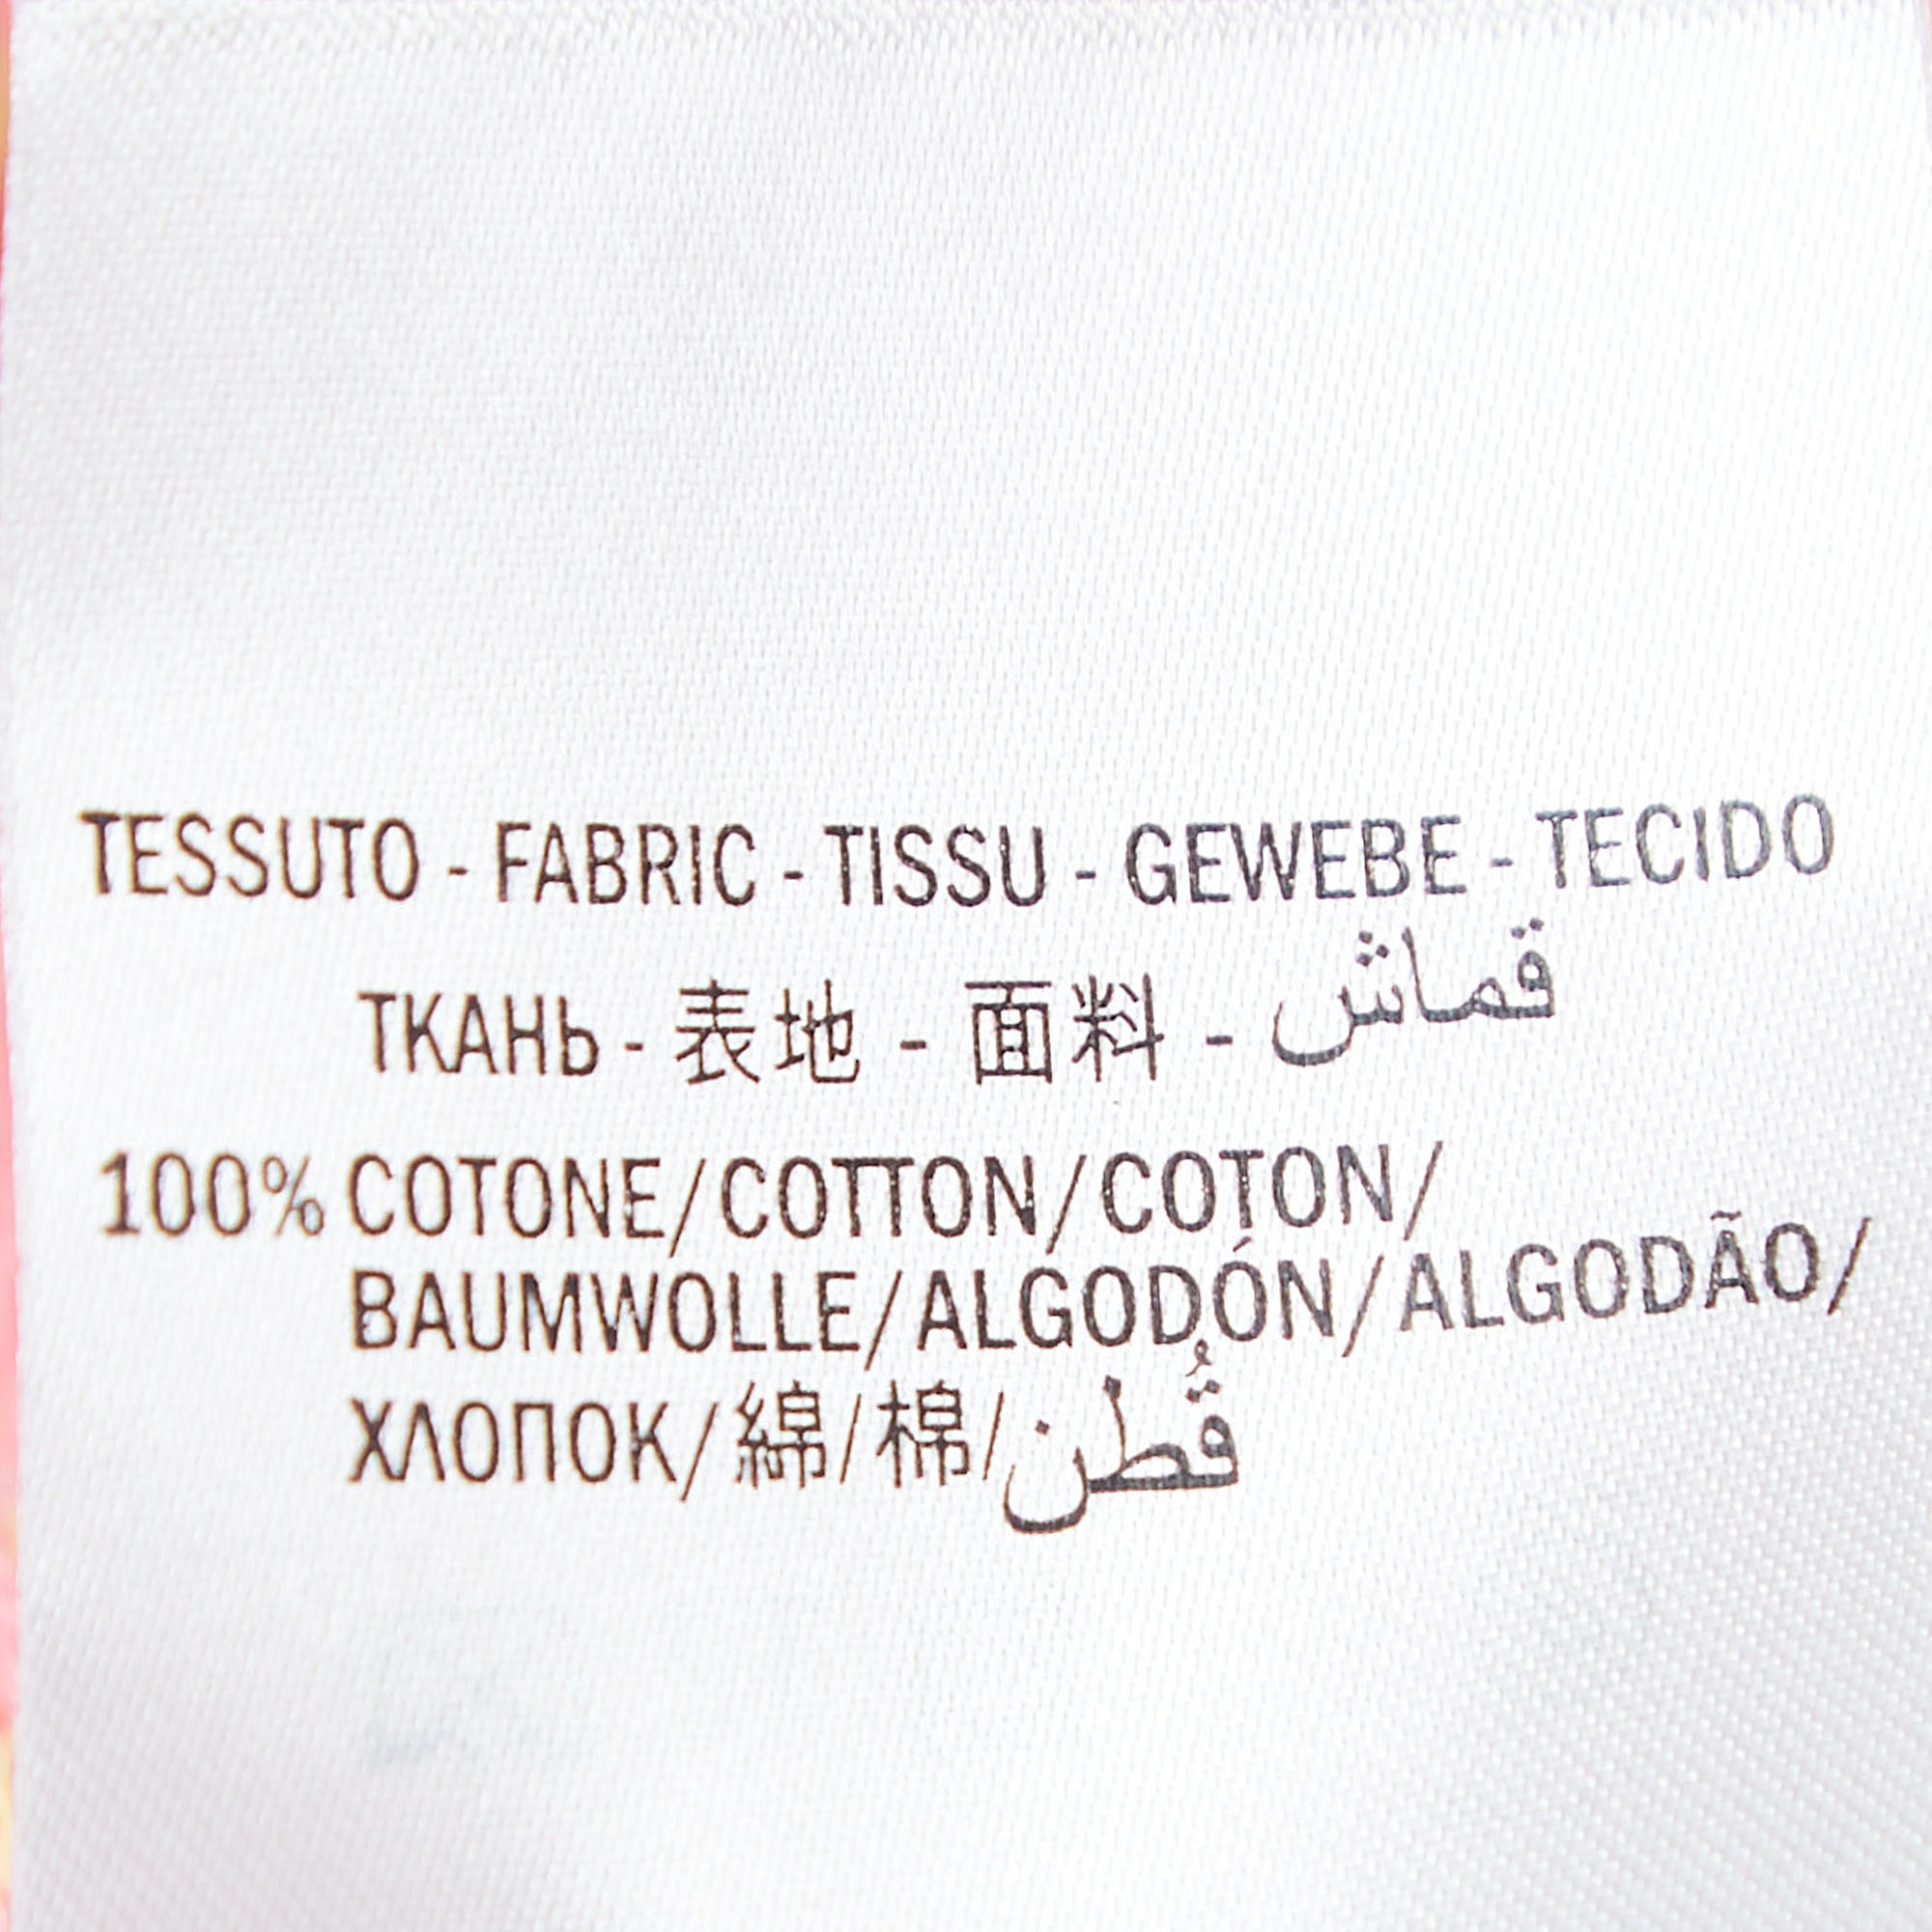 TESSUTO - FABRIC - TISSU - GEWEBE - TECIDO
ТКАНЬ - 表地 - 面料 - قماش
100% COTONE/COTTON/COTON/
BAUMWOLLE/ALGODÓN/ALGODÃO/
ХЛОПОК/綿/棉/قُطن